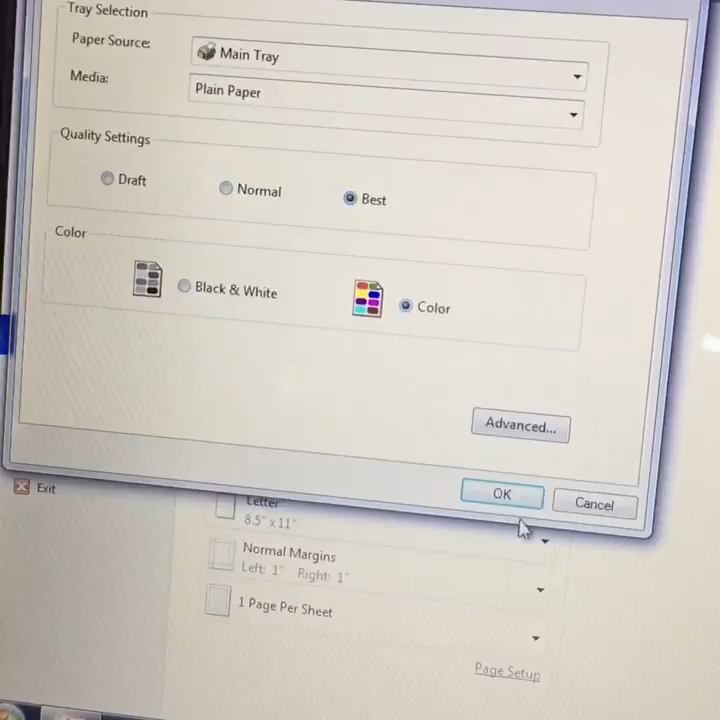 Tray Selection
Paper Source:
Main Tray
Media:
Plain Paper
Quality Settings
Draft
Normal
Best
Color
Black & White
Color
Advanced...
OK
Cancel
Exit
Letter
8.5" x 11"
Normal Margins
Left: 1" Right: 1"
1 Page Per Sheet
Page Setup